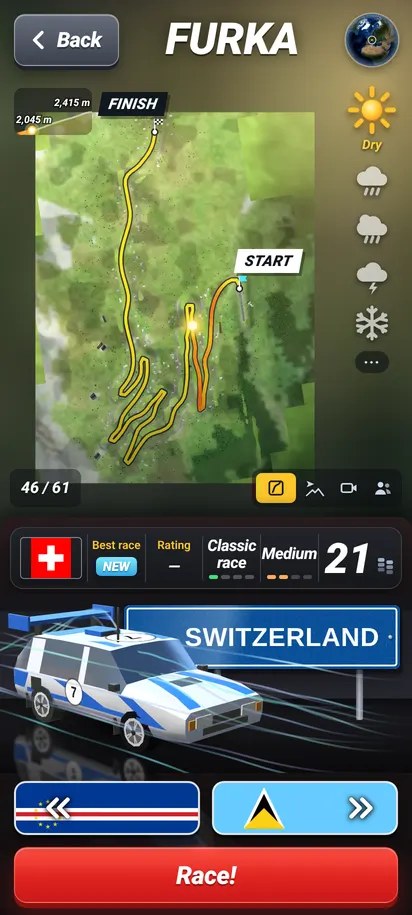 Back
FURKA
2,415 m
2,045 m
FINISH
Dry
START
46 / 61
Best race
NEW
Rating
–
Classic race
Medium
21
SWITZERLAND
7
Race!